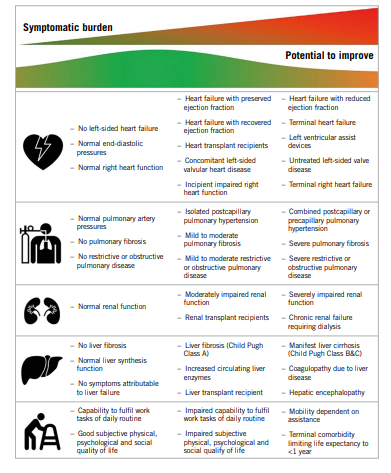 Symptomatic burden
Potential to improve
– No left-sided heart failure
– Normal end-diastolic
pressures
– Normal right heart function
– Heart failure with preserved
ejection fraction
– Heart failure with recovered
ejection fraction
– Heart transplant recipients
– Concomitant left-sided
valvular heart disease
– Incipient impaired right
heart function
– Heart failure with reduced
ejection fraction
– Terminal heart failure
– Left ventricular assist
devices
– Untreated left-sided valve
disease
– Terminal right heart failure
– Normal pulmonary artery
pressures
– No pulmonary fibrosis
– No restrictive or obstructive
pulmonary disease
– Isolated postcapillary
pulmonary hypertension
– Mild to moderate
pulmonary fibrosis
– Mild to moderate restrictive
or obstructive pulmonary
disease
– Combined postcapillary or
precapillary pulmonary
hypertension
– Severe pulmonary fibrosis
– Severe restrictive or
obstructive pulmonary
disease
– Normal renal function
– Moderately impaired renal
function
– Renal transplant recipients
– Severely impaired renal
function
– Chronic renal failure
requiring dialysis
– No liver fibrosis
– Normal liver synthesis
function
– No symptoms attributable
to liver failure
– Liver fibrosis (Child Pugh
Class A)
– Increased circulating liver
enzymes
– Liver transplant recipient
– Manifest liver cirrhosis
(Child Pugh Class B&C)
– Coagulopathy due to liver
disease
– Hepatic encephalopathy
– Capability to fulfil work
tasks of daily routine
– Good subjective physical,
psychological and social
quality of life
– Impaired capability to fulfil
work tasks of daily routine
– Impaired subjective
physical, psychological and
social quality of life
– Mobility dependent on
assistance
– Terminal comorbidity
limiting life expectancy to
<1 year